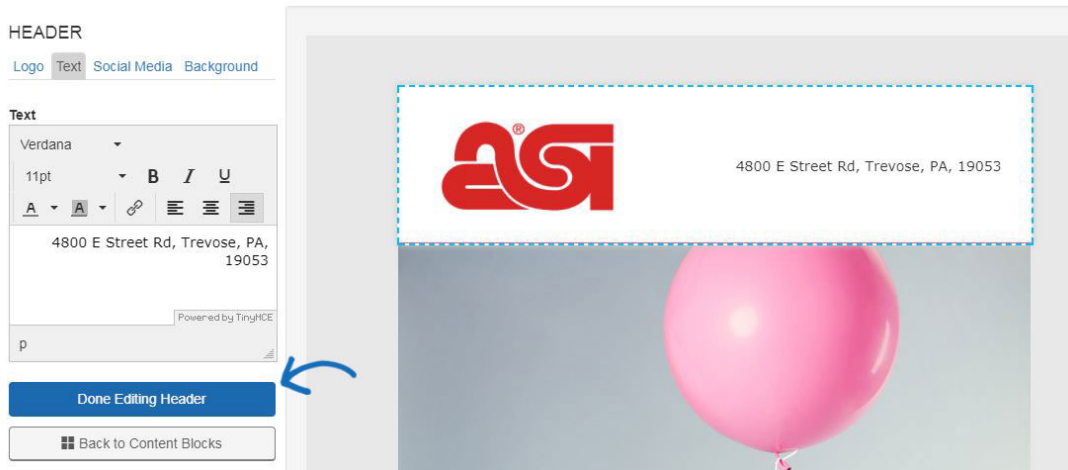 HEADER
Logo Text Social Media Background
Text
Verdana
11pt B I U
A A
4800 E Street Rd, Trevose, PA,
19053
Powered by TinyMCE
p
Done Editing Header
Back to Content Blocks
asi®
4800 E Street Rd, Trevose, PA, 19053